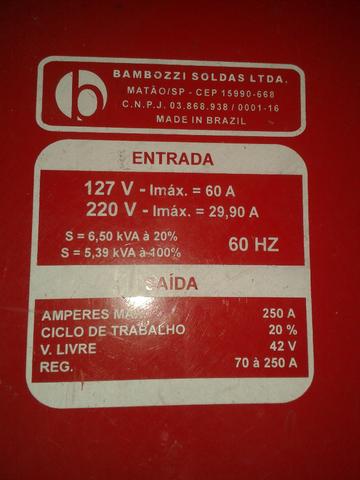 b
BAMBOZZI SOLDAS LTDA.
MATÃO/SP - CEP 15990-668
C.N.P.J. 03.868.938 / 0001-16
MADE IN BRAZIL
ENTRADA
127 V - Imáx. = 60 A
220 V - Imáx. = 29,90 A
S = 6,50 kVA à 20%
S = 5,39 kVA à 100%
60 HZ
SAÍDA
AMPERES 250 A
CICLO DE TRABALHO 20 %
V. LIVRE 42 V
REG. 70 à 250 A